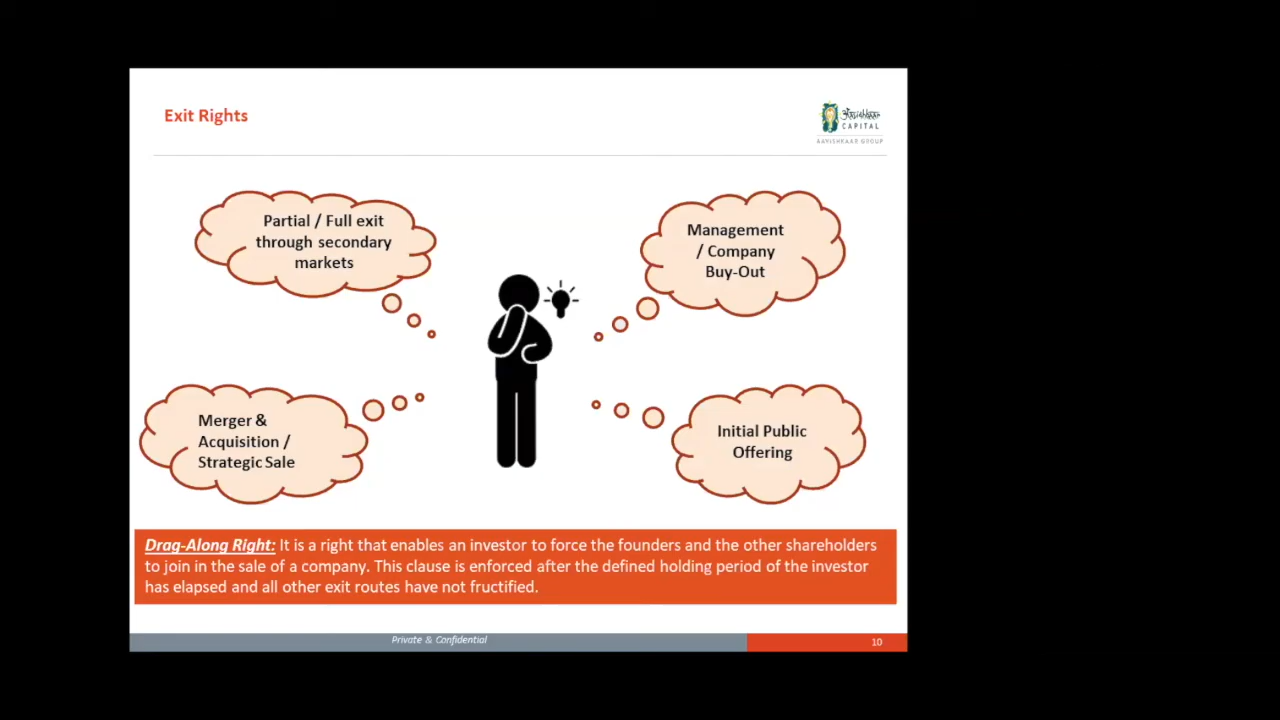 Exit Rights
CAPITAL
AAVISHKAAR GROUP
Partial / Full exit
through secondary
markets
Management
/ Company
Buy-Out
Merger &
Acquisition /
Strategic Sale
Initial Public
Offering
Drag-Along Right: It is a right that enables an investor to force the founders and the other shareholders
to join in the sale of a company. This clause is enforced after the defined holding period of the investor
has elapsed and all other exit routes have not fructified.
Private & Confidential
10